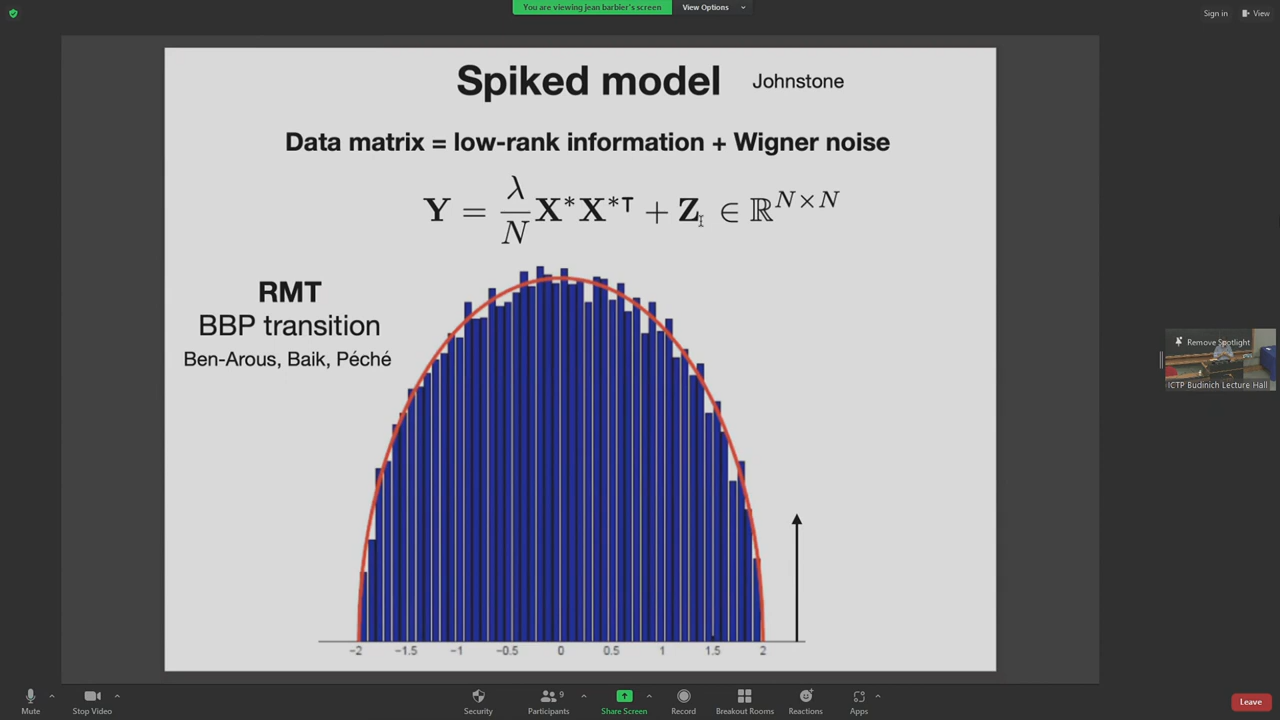 You are viewing jean barbier's screen
View Options
Sign in
View
Spiked model
Johnstone
Data matrix = low-rank information + Wigner noise
Y = λ/N X* X*ᵀ + Z ∈ ℝ^{N×N}
RMT
BBP transition
Ben-Arous, Baik, Péché
-2 -1.5 -1 -0.5 0 0.5 1 1.5 2
Remove Spotlight
ICTP Budinich Lecture Hall
Mute
Stop Video
Security
Participants
9
Share Screen
Record
Breakout Rooms
Reactions
Apps
Leave